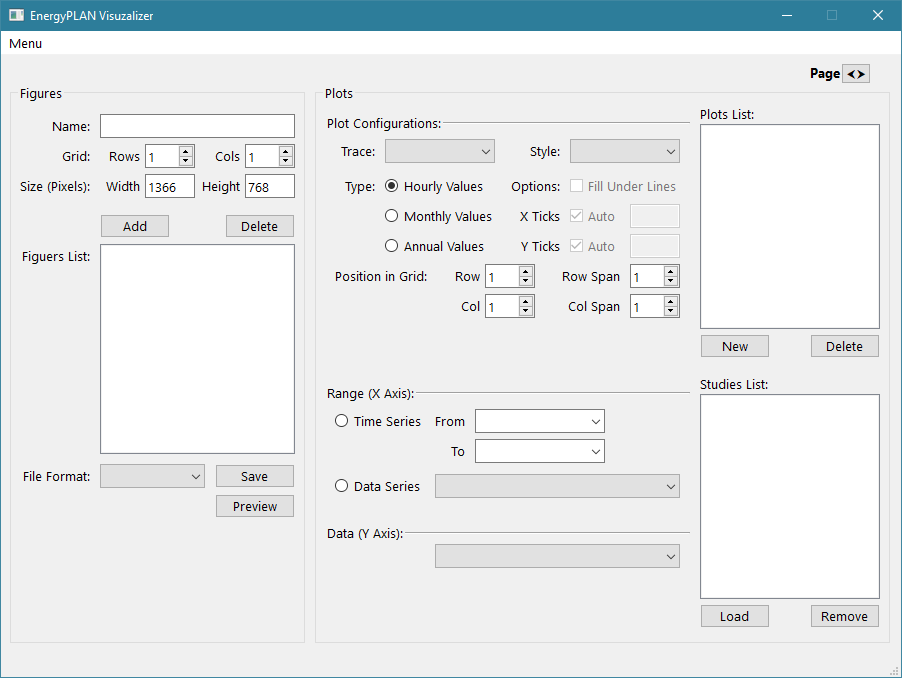 EnergyPLAN Visuzalizer
Menu
Page <>
Figures
Name:
Grid: Rows 1 Cols 1
Size (Pixels): Width 1366 Height 768
Add Delete
Figuers List:
File Format: Save
Preview
Plots
Plot Configurations:
Trace: Style:
Type: Hourly Values Options: Fill Under Lines
Monthly Values X Ticks Auto
Annual Values Y Ticks Auto
Position in Grid: Row 1 Row Span 1
Col 1 Col Span 1
Range (X Axis):
Time Series From
To
Data Series
Data (Y Axis):
Plots List:
New Delete
Studies List:
Load Remove